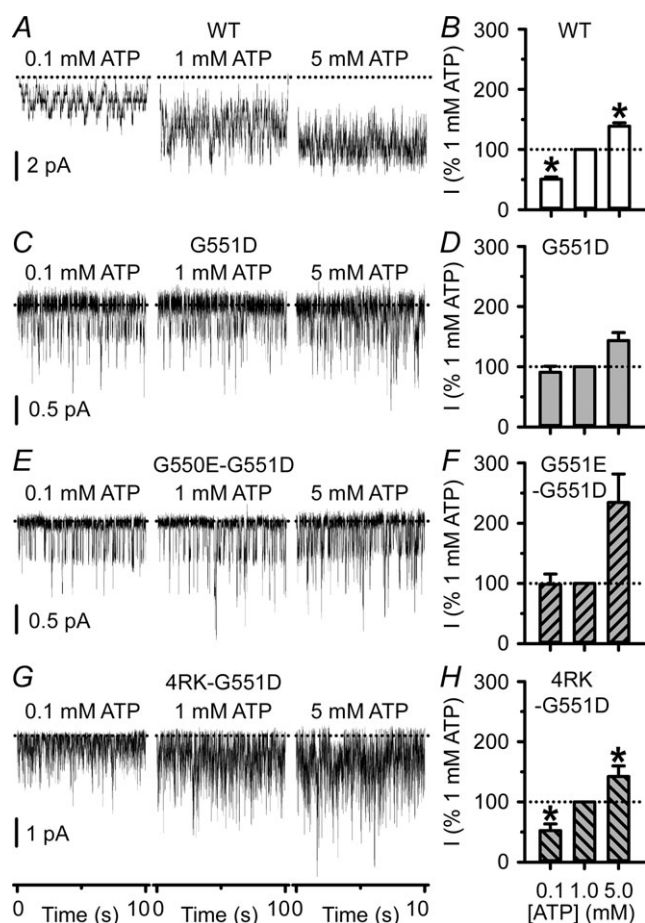 A WT
0.1 mM ATP 1 mM ATP 5 mM ATP
2 pA
B WT
300
200
100
0
I (% 1 mM ATP)
* *
C G551D
0.1 mM ATP 1 mM ATP 5 mM ATP
0.5 pA
D G551D
300
200
100
0
I (% 1 mM ATP)
E G550E-G551D
0.1 mM ATP 1 mM ATP 5 mM ATP
0.5 pA
F G551E
-G551D
300
200
100
0
I (% 1 mM ATP)
G 4RK-G551D
0.1 mM ATP 1 mM ATP 5 mM ATP
1 pA
0 100 0 100 0 10
Time (s) Time (s) Time (s)
H 4RK
-G551D
300
200
100
0
I (% 1 mM ATP)
* *
0.1 1.0 5.0
[ATP] (mM)